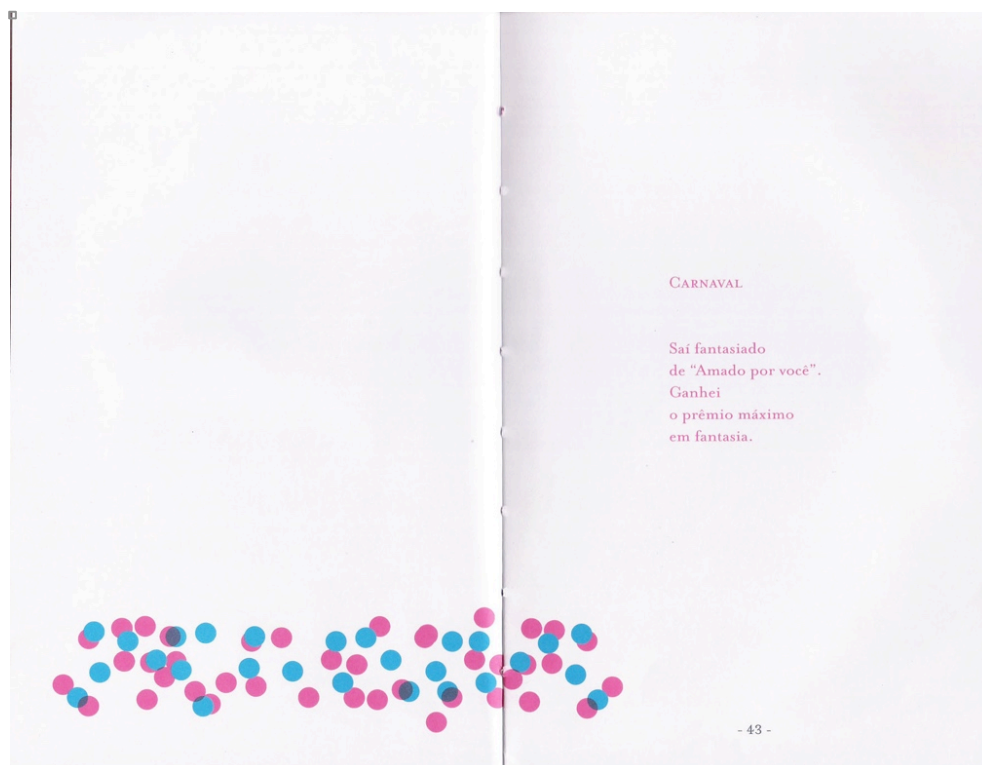 CARNAVAL
Saí fantasiado
de “Amado por você”.
Ganhei
o prêmio máximo
em fantasia.
- 43 -